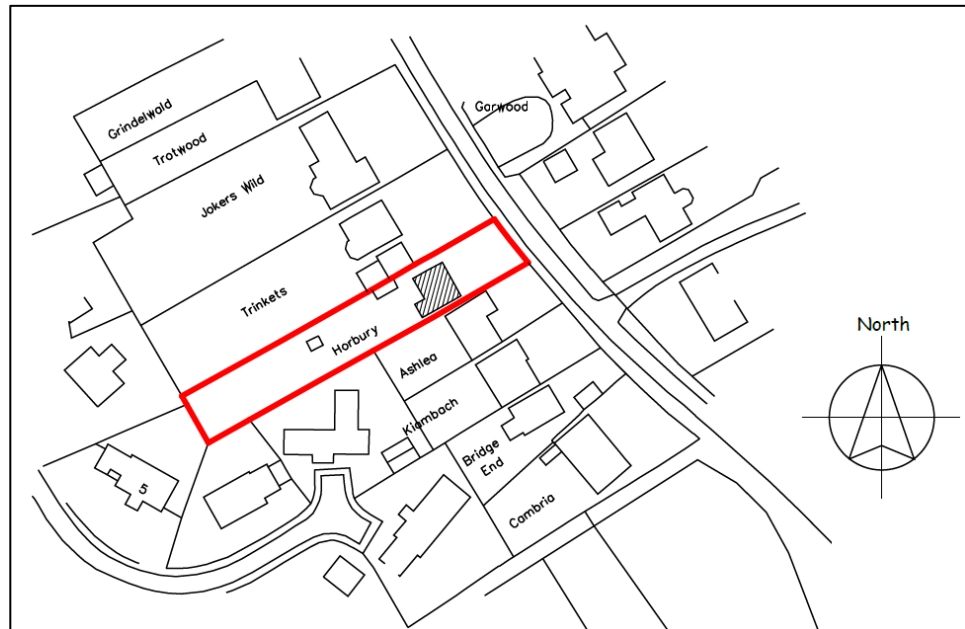 Grindelwald
Trotwood
Jokers Wild
Garwood
Trinkets
Horbury
Ashlea
Kiambach
Bridge
End
Cambria
5
North